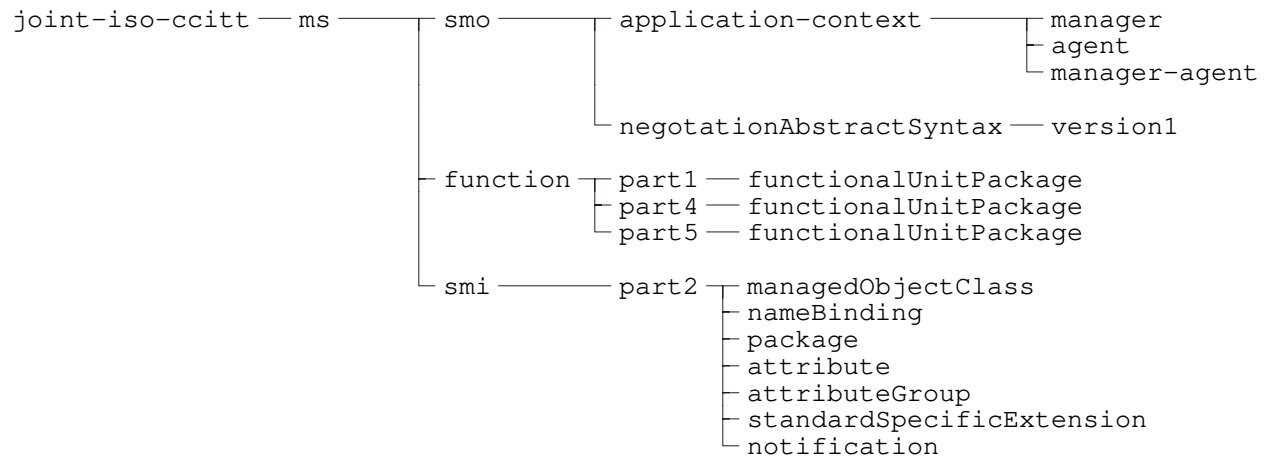 joint-iso-ccitt ms smo application-context manager
agent
manager-agent
negotationAbstractSyntax version1
function part1 functionalUnitPackage
part4 functionalUnitPackage
part5 functionalUnitPackage
smi part2 managedObjectClass
nameBinding
package
attribute
attributeGroup
standardSpecificExtension
notification